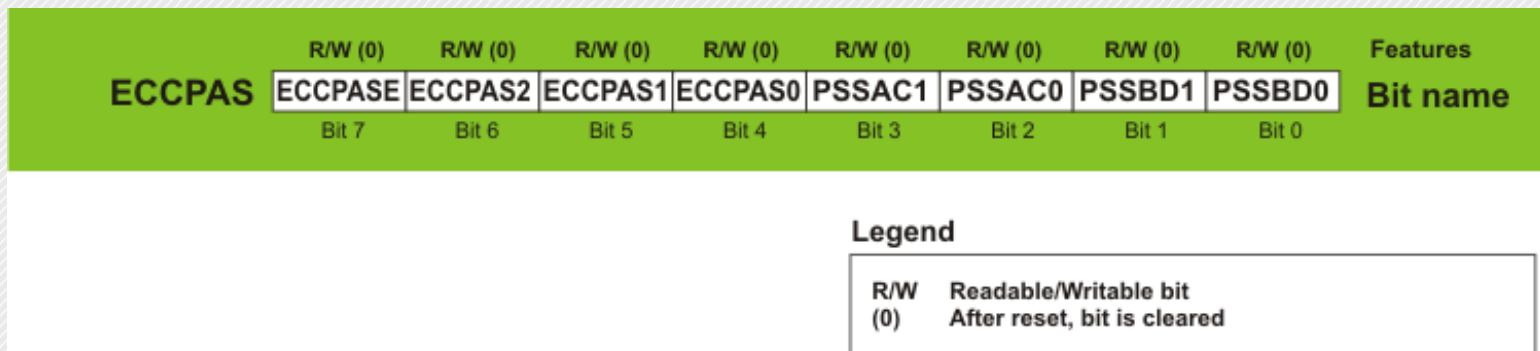 R/W (0) R/W (0) R/W (0) R/W (0) R/W (0) R/W (0) R/W (0) R/W (0) Features
ECCPAS ECCPASE ECCPAS2 ECCPAS1 ECCPAS0 PSSAC1 PSSAC0 PSSBD1 PSSBD0 Bit name
Bit 7 Bit 6 Bit 5 Bit 4 Bit 3 Bit 2 Bit 1 Bit 0
Legend
R/W Readable/Writable bit
(0) After reset, bit is cleared